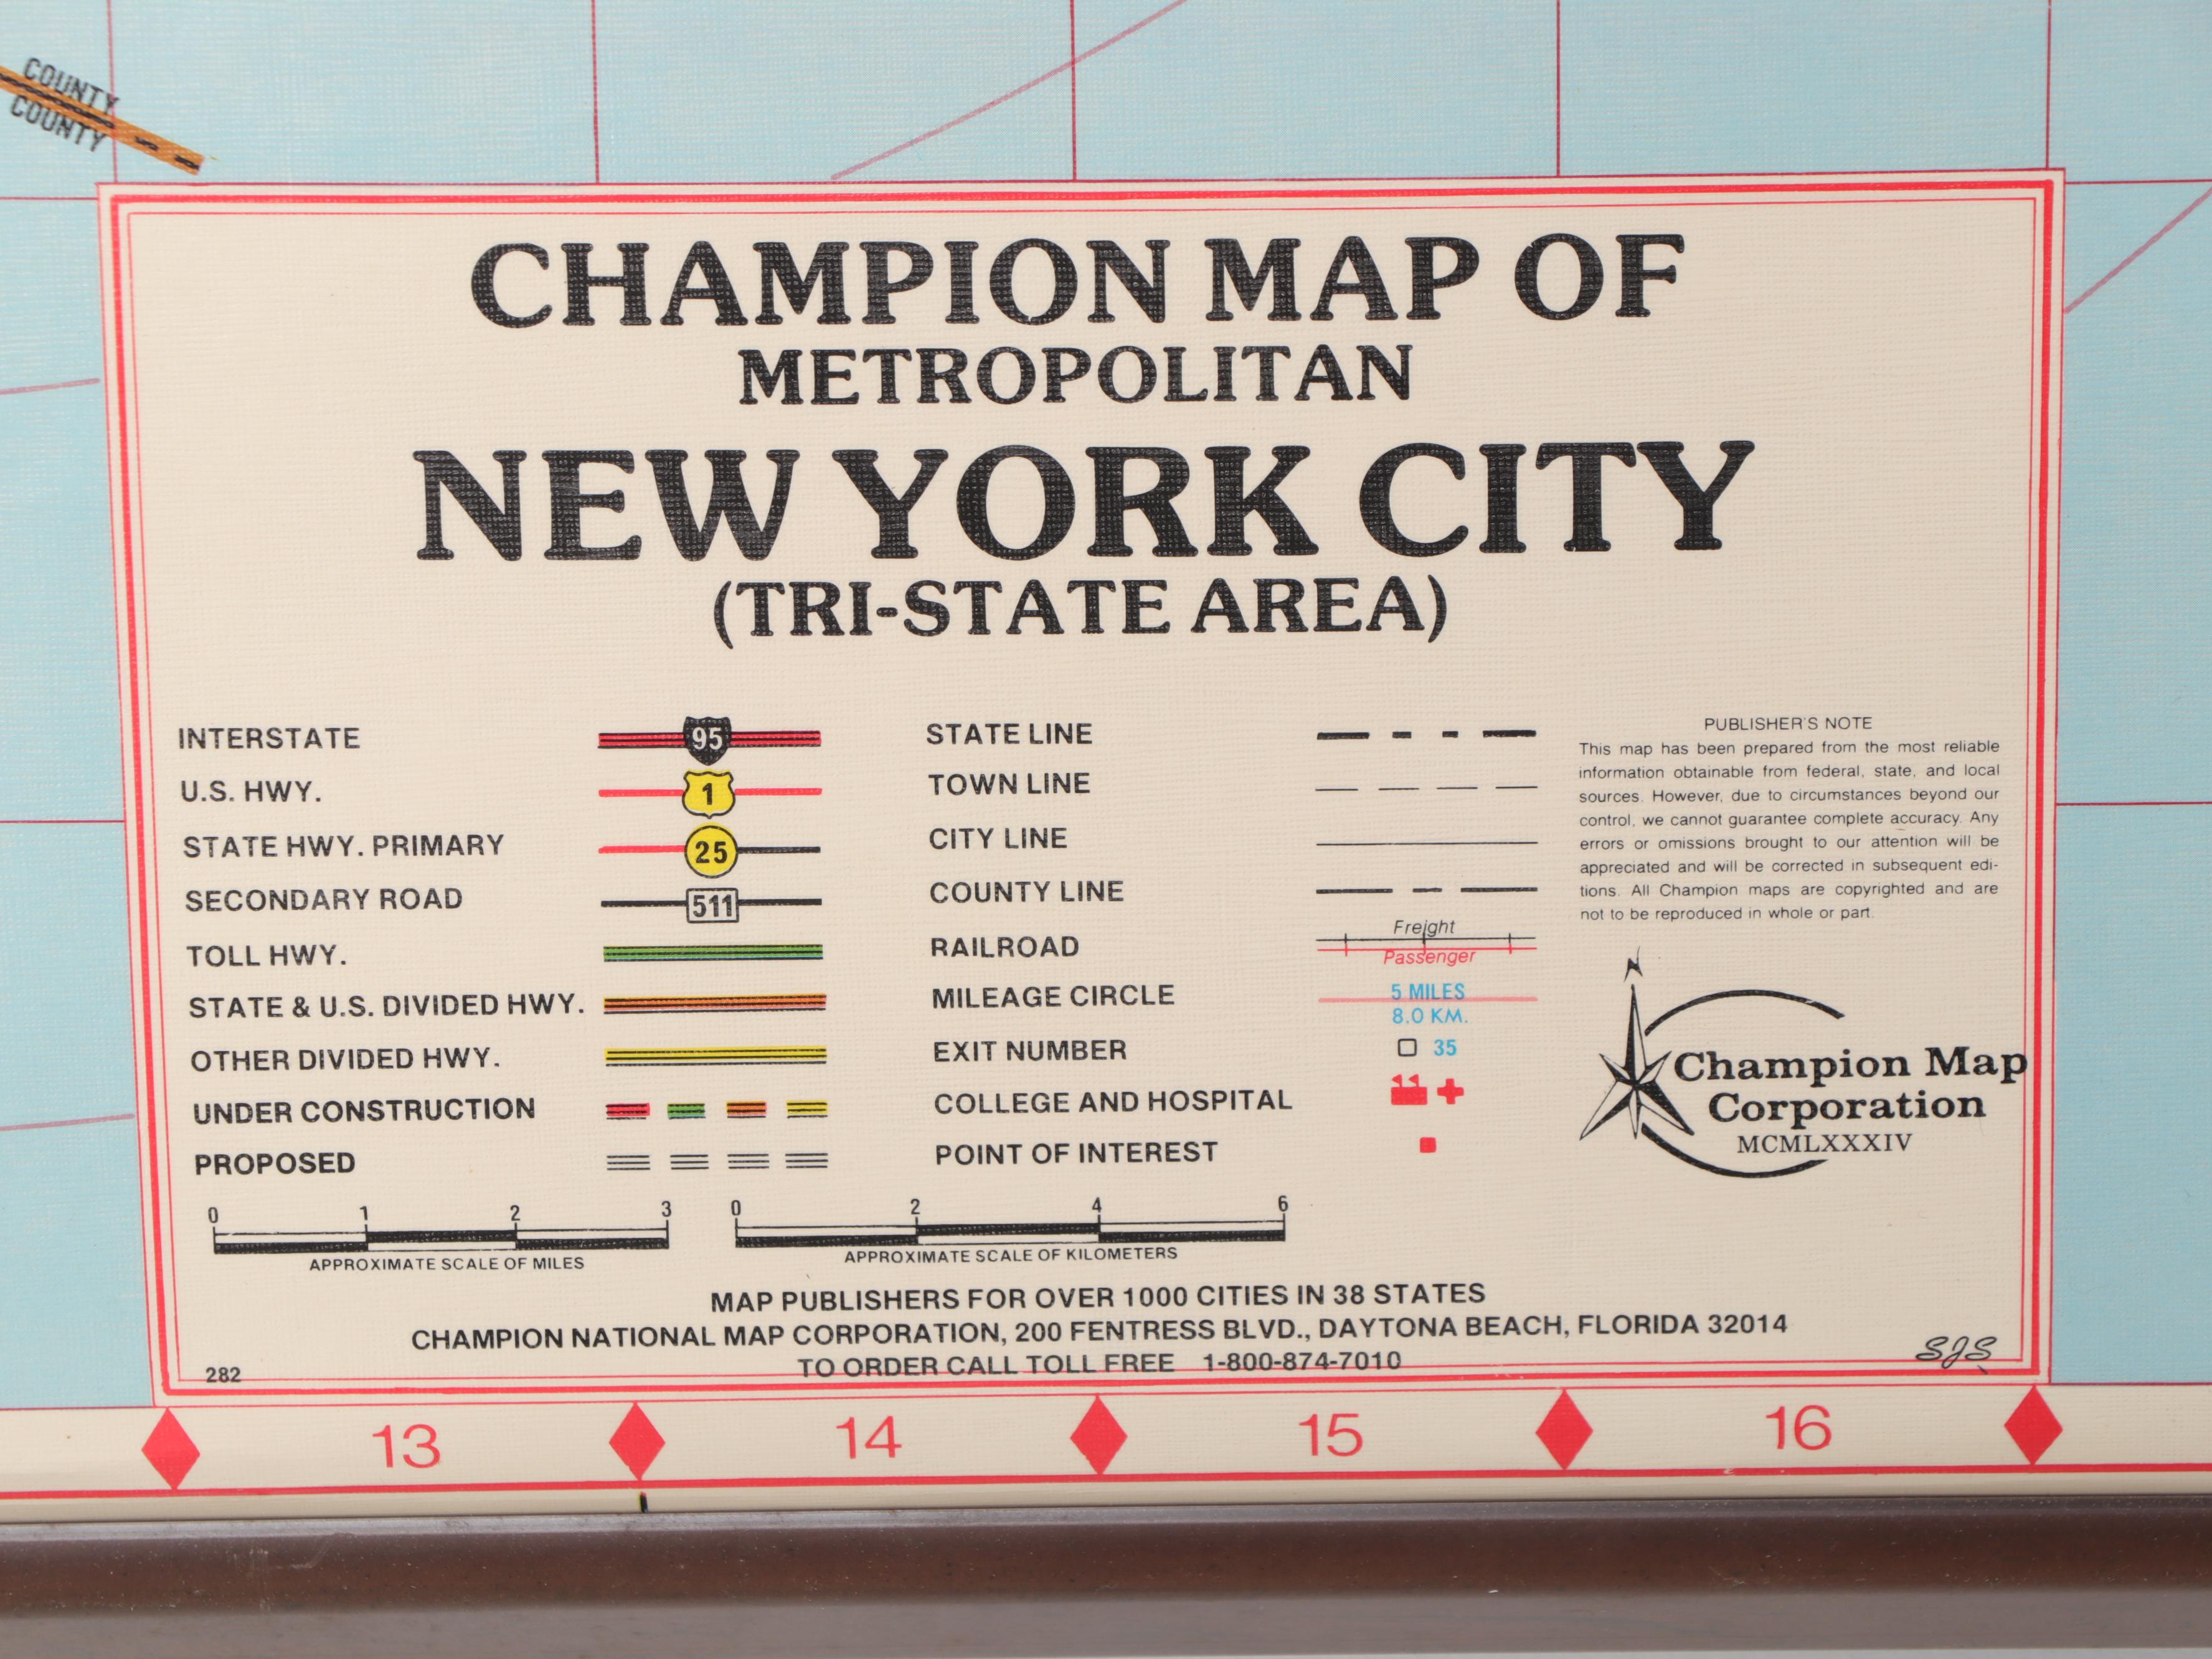 COUNTY
COUNTY
CHAMPION MAP OF
METROPOLITAN
NEW YORK CITY
(TRI-STATE AREA)
INTERSTATE 95
U.S. HWY. 1
STATE HWY. PRIMARY 25
SECONDARY ROAD 511
TOLL HWY.
STATE & U.S. DIVIDED HWY.
OTHER DIVIDED HWY.
UNDER CONSTRUCTION
PROPOSED
STATE LINE
TOWN LINE
CITY LINE
COUNTY LINE
Freight
RAILROAD
Passenger
MILEAGE CIRCLE 5 MILES
8.0 KM.
EXIT NUMBER 35
COLLEGE AND HOSPITAL
POINT OF INTEREST
PUBLISHER'S NOTE
This map has been prepared from the most reliable
information obtainable from federal, state, and local
sources. However, due to circumstances beyond our
control, we cannot guarantee complete accuracy. Any
errors or omissions brought to our attention will be
appreciated and will be corrected in subsequent edi-
tions. All Champion maps are copyrighted and are
not to be reproduced in whole or part.
N
Champion Map
Corporation
MCMLXXXIV
0 1 2 3
APPROXIMATE SCALE OF MILES
0 2 4 6
APPROXIMATE SCALE OF KILOMETERS
MAP PUBLISHERS FOR OVER 1000 CITIES IN 38 STATES
CHAMPION NATIONAL MAP CORPORATION, 200 FENTRESS BLVD., DAYTONA BEACH, FLORIDA 32014
TO ORDER CALL TOLL FREE 1-800-874-7010
282
SJS
13 14 15 16